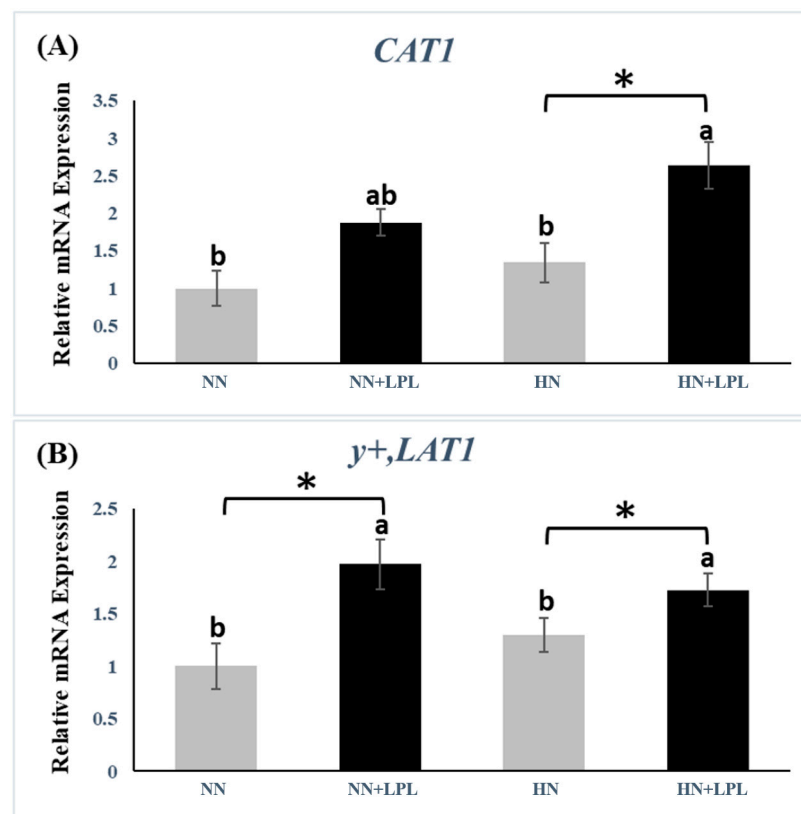 (A)
CAT1
Relative mRNA Expression
3.5
3
2.5
2
1.5
1
0.5
0
b
ab
b
a
*
NN
NN+LPL
HN
HN+LPL
(B)
y+,LAT1
Relative mRNA Expression
2.5
2
1.5
1
0.5
0
b
*
a
b
*
a
NN
NN+LPL
HN
HN+LPL